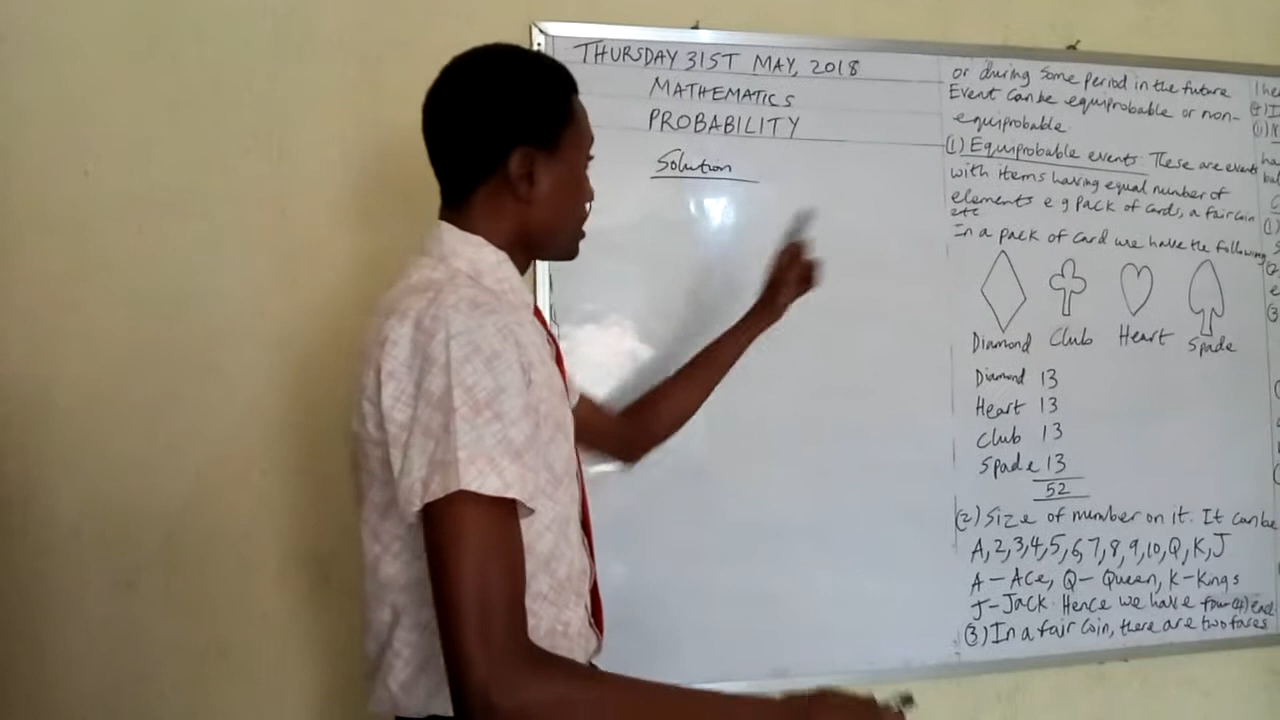 THURSDAY 31ST MAY, 2018
MATHEMATICS
PROBABILITY
Solution
or during some period in the future
Event can be equiprobable or non-
equiprobable.
(1) Equiprobable events: These are events
with items having equal number of
elements e g pack of cards, a fair coin
etc
In a pack of card we have the following
Diamond Club Heart Spade
Diamond 13
Heart 13
Club 13
Spade 13
52
(2) Size of number on it. It can be
A,2,3,4,5,6,7,8,9,10,Q,K,J
A – Ace, Q – Queen, K – Kings
J – Jack. Hence we have four (4) each
(3) In a fair coin, there are two faces